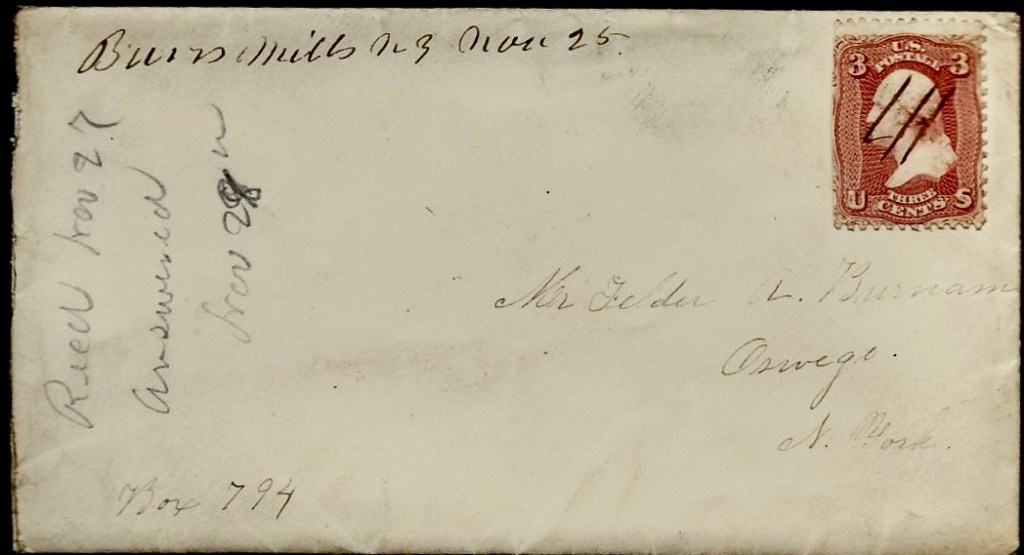 Burrs Mills N Y Nov 25.
U.S.
POSTAGE
3 3
U S
THREE
CENTS
Recd Nov 27
Answered
Nov 28
Mr Felder A. Burnam
Oswego.
N. York.
Box 794